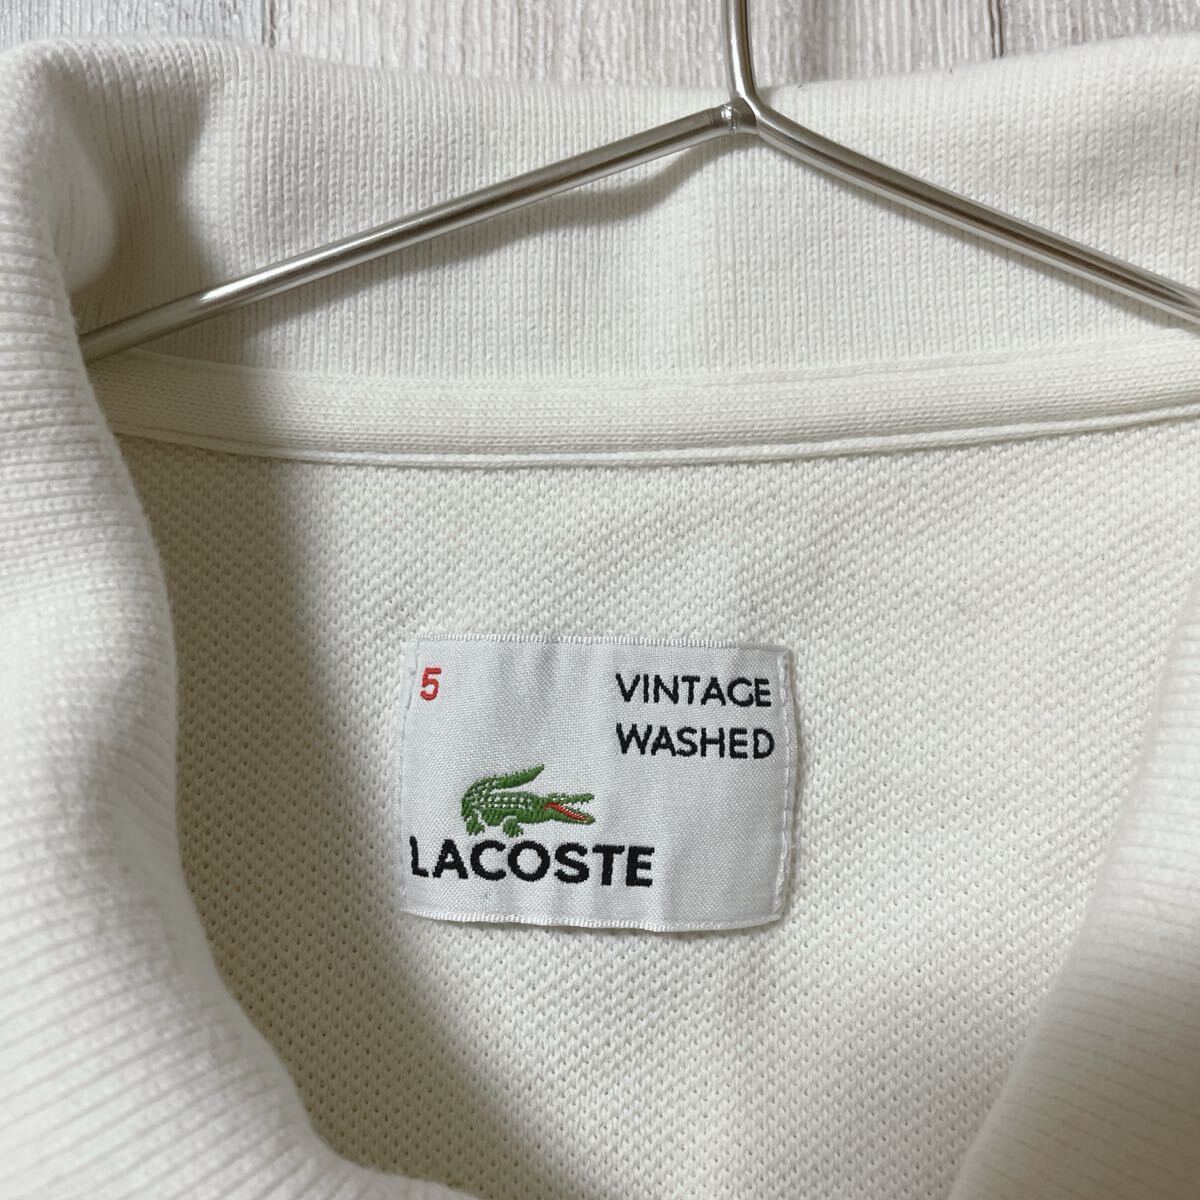 5
VINTAGE
WASHED
LACOSTE